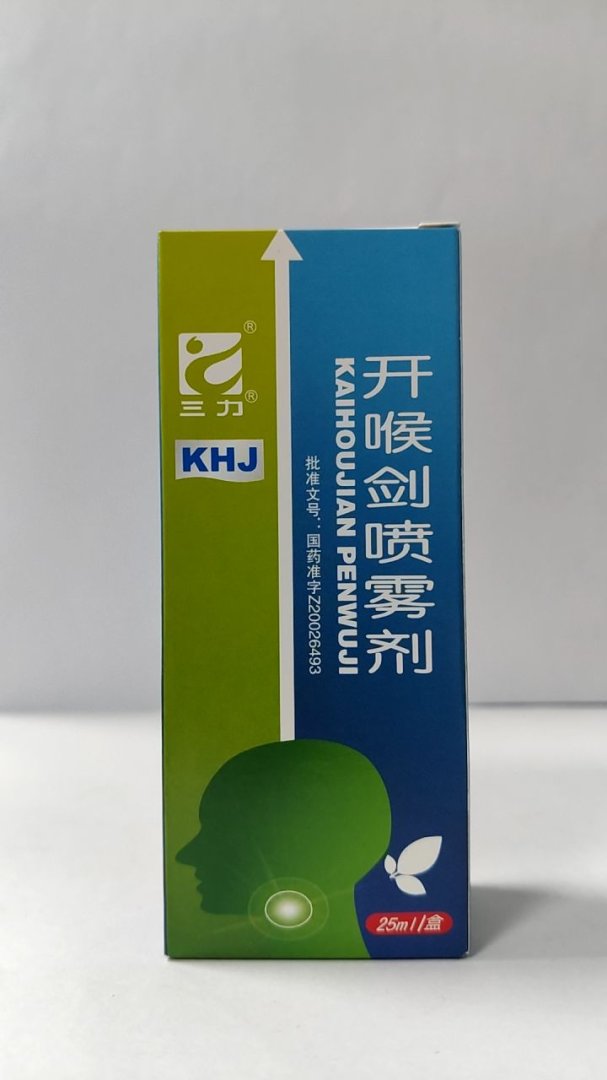 ®
三力®
KHJ
开喉剑喷雾剂
KAIHOUJIAN PENWUJI
批准文号：国药准字Z20026493
25ml/盒